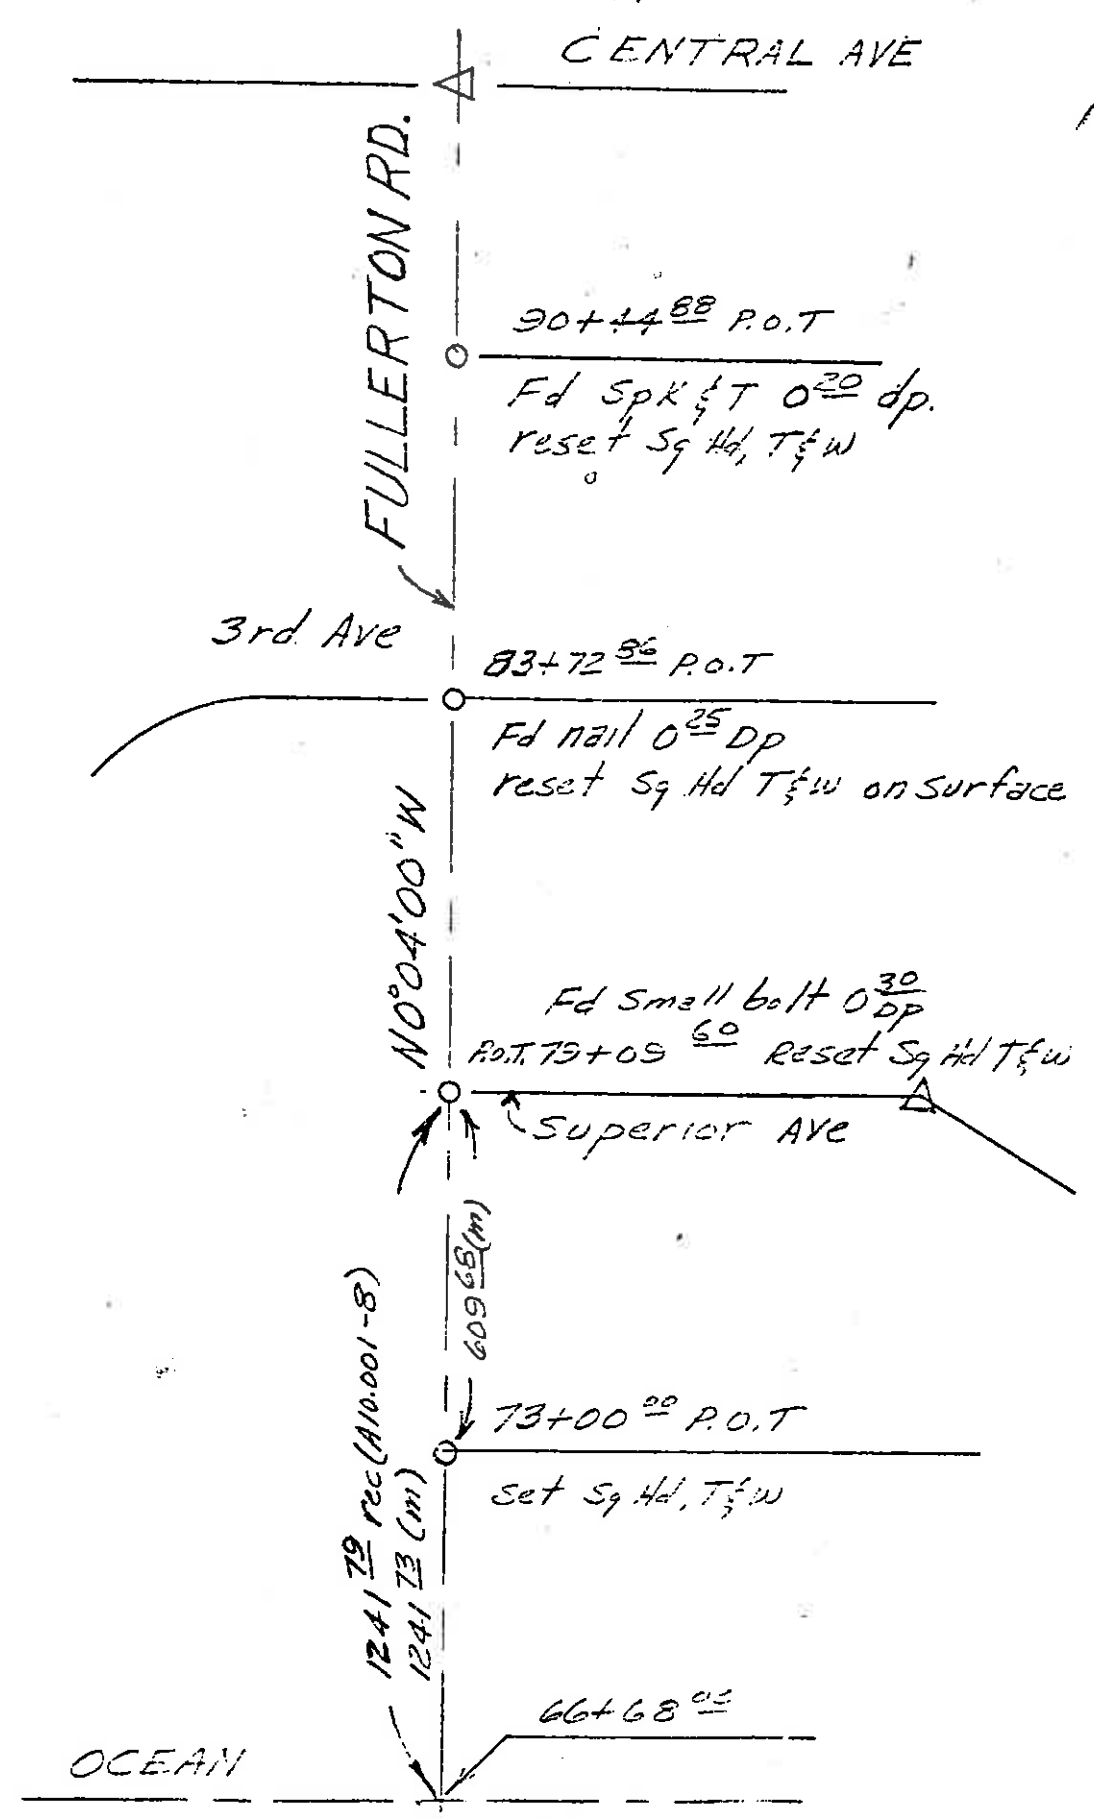 CENTRAL AVE
FULLERTON RD.
90+44 88 P.O.T
Fd Spk & T 0 20 dp.
reset Sq Hd, T & W
3rd Ave
83+72 86 P.O.T
Fd nail 0 25 Dp
reset Sq Hd T & W on surface
N0°04'00"W
Fd Small bolt 0 30 DP
P.O.T. 79+09 60 Reset Sq Hd T & W
Superior Ave
609 68 (m)
1241 79 rec (A10.001-8)
1241 73 (m)
73+00 00 P.O.T
set Sq Hd, T & W
66+68
OCEAN